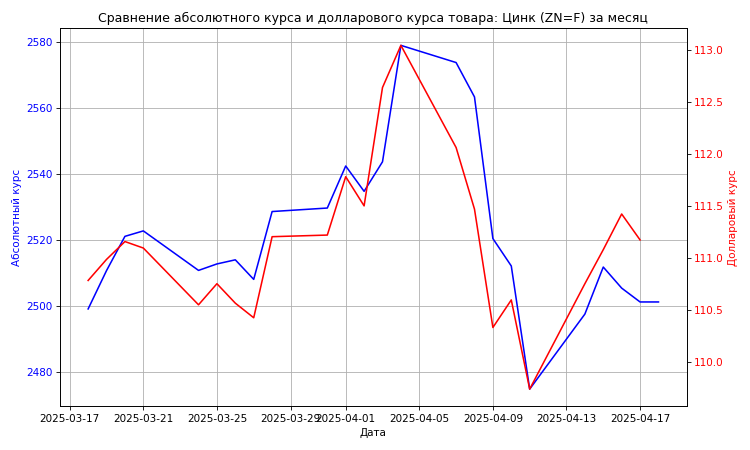 Сравнение абсолютного курса и долларового курса товара: Цинк (ZN=F) за месяц
2580
2560
2540
2520
2500
2480
Абсолютный курс
113.0
112.5
112.0
111.5
111.0
110.5
110.0
Долларовый курс
2025-03-17 2025-03-21 2025-03-25 2025-03-29 2025-04-01 2025-04-05 2025-04-09 2025-04-13 2025-04-17
Дата